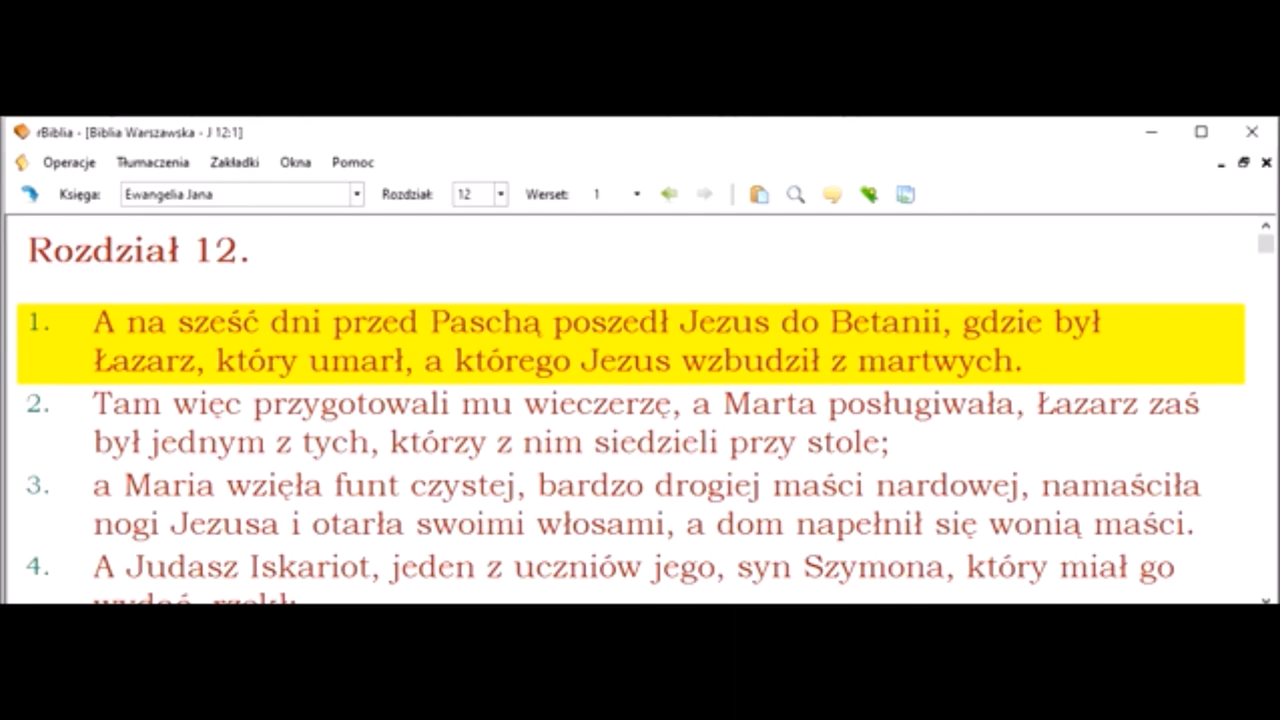 rBiblia - [Biblia Warszawska - J 12:1]
Operacje Tłumaczenia Zakładki Okna Pomoc
Księga: Ewangelia Jana Rozdział: 12 Werset: 1
Rozdział 12.
1. A na sześć dni przed Paschą poszedł Jezus do Betanii, gdzie był
Łazarz, który umarł, a którego Jezus wzbudził z martwych.
2. Tam więc przygotowali mu wieczerzę, a Marta posługiwała, Łazarz zaś
był jednym z tych, którzy z nim siedzieli przy stole;
3. a Maria wzięła funt czystej, bardzo drogiej maści nardowej, namaściła
nogi Jezusa i otarła swoimi włosami, a dom napełnił się wonią maści.
4. A Judasz Iskariot, jeden z uczniów jego, syn Szymona, który miał go
wydać, rzekł: